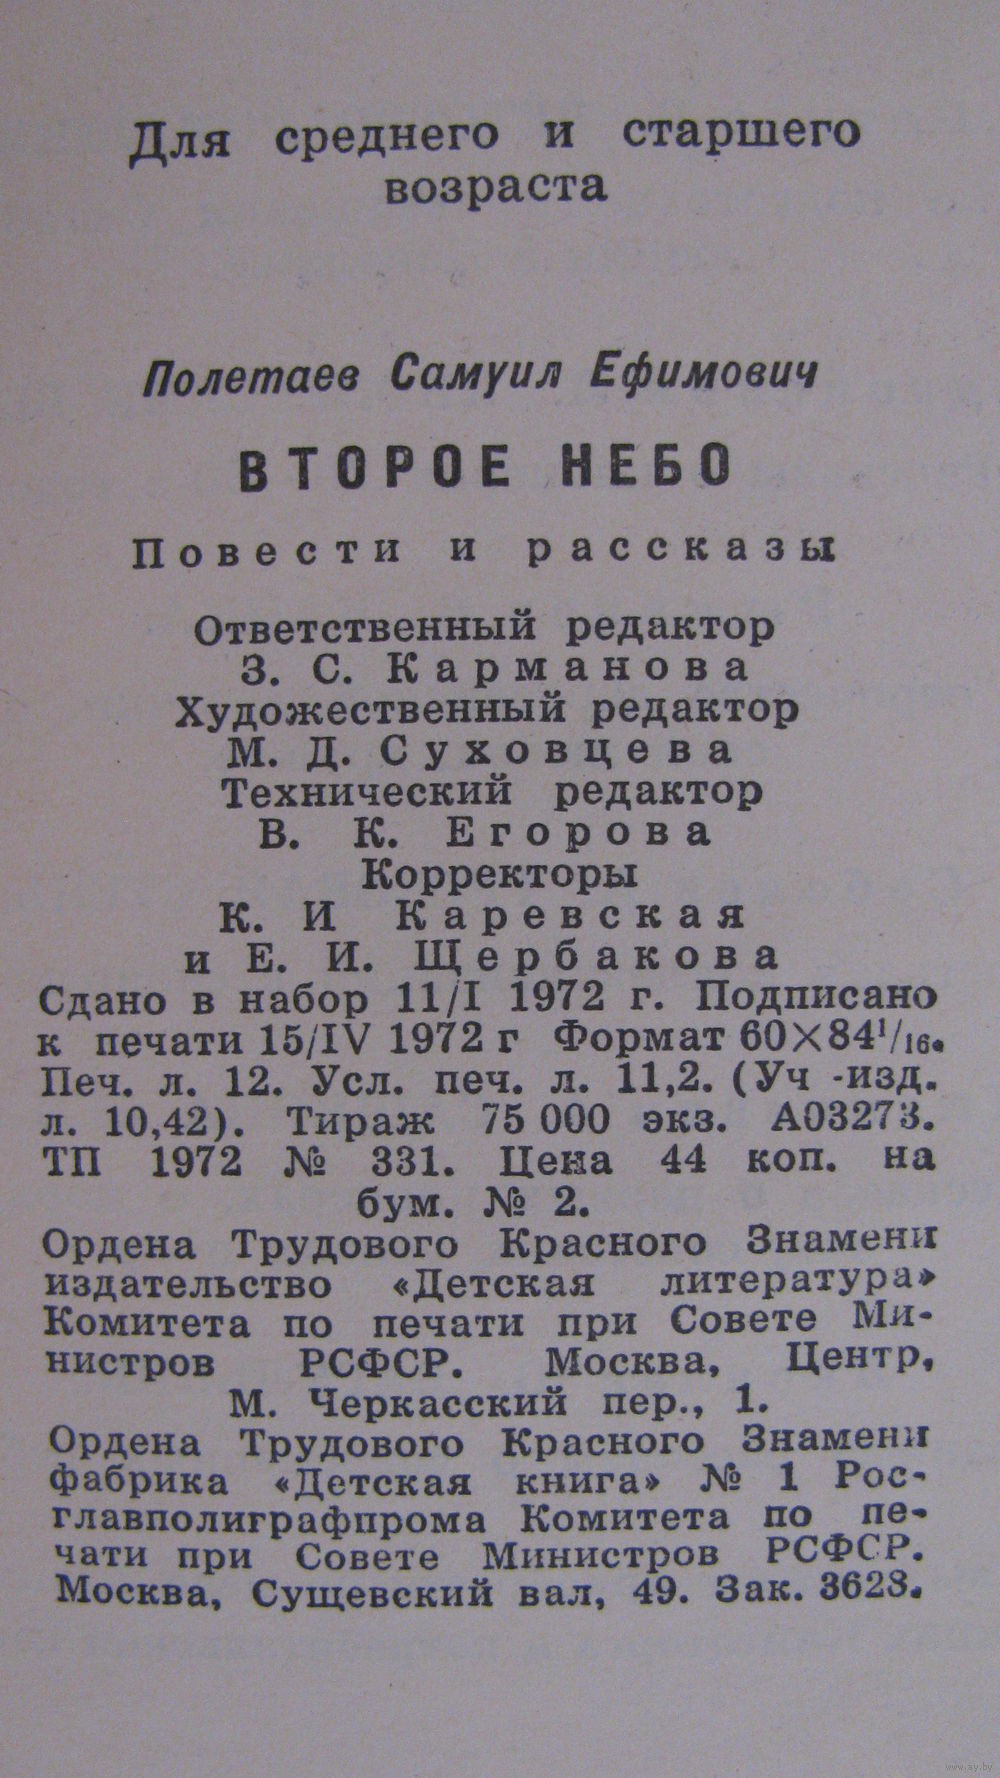 Для среднего и старшего
возраста
Полетаев Самуил Ефимович
ВТОРОЕ НЕБО
Повести и рассказы
Ответственный редактор
З. С. Карманова
Художественный редактор
М. Д. Суховцева
Технический редактор
В. К. Егорова
Корректоры
К. И Каревская
и Е. И. Щербакова
Сдано в набор 11/I 1972 г. Подписано
к печати 15/IV 1972 г Формат 60×84¹/₁₆.
Печ. л. 12. Усл. печ. л. 11,2. (Уч -изд.
л. 10,42). Тираж 75 000 экз. А03273.
ТП 1972 № 331. Цена 44 коп. на
бум. № 2.
Ордена Трудового Красного Знамени
издательство «Детская литература»
Комитета по печати при Совете Ми-
нистров РСФСР. Москва, Центр,
М. Черкасский пер., 1.
Ордена Трудового Красного Знамени
фабрика «Детская книга» № 1 Рос-
главполиграфпрома Комитета по пе-
чати при Совете Министров РСФСР.
Москва, Сущевский вал, 49. Зак. 3628.
www.ay.by